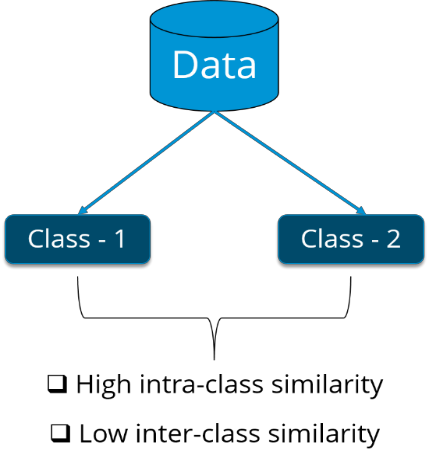 Data
Class - 1
Class - 2
❑ High intra-class similarity
❑ Low inter-class similarity